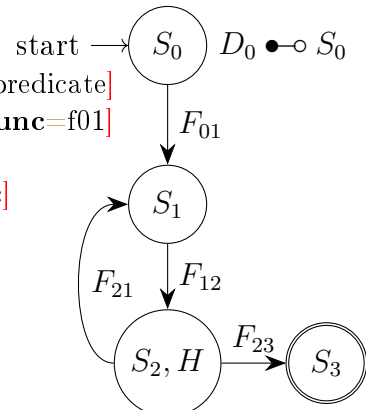 start S₀ D₀ S₀
predicate]
unc=f01]
F₀₁
]
S₁
F₂₁ F₁₂
S₂, H F₂₃ S₃